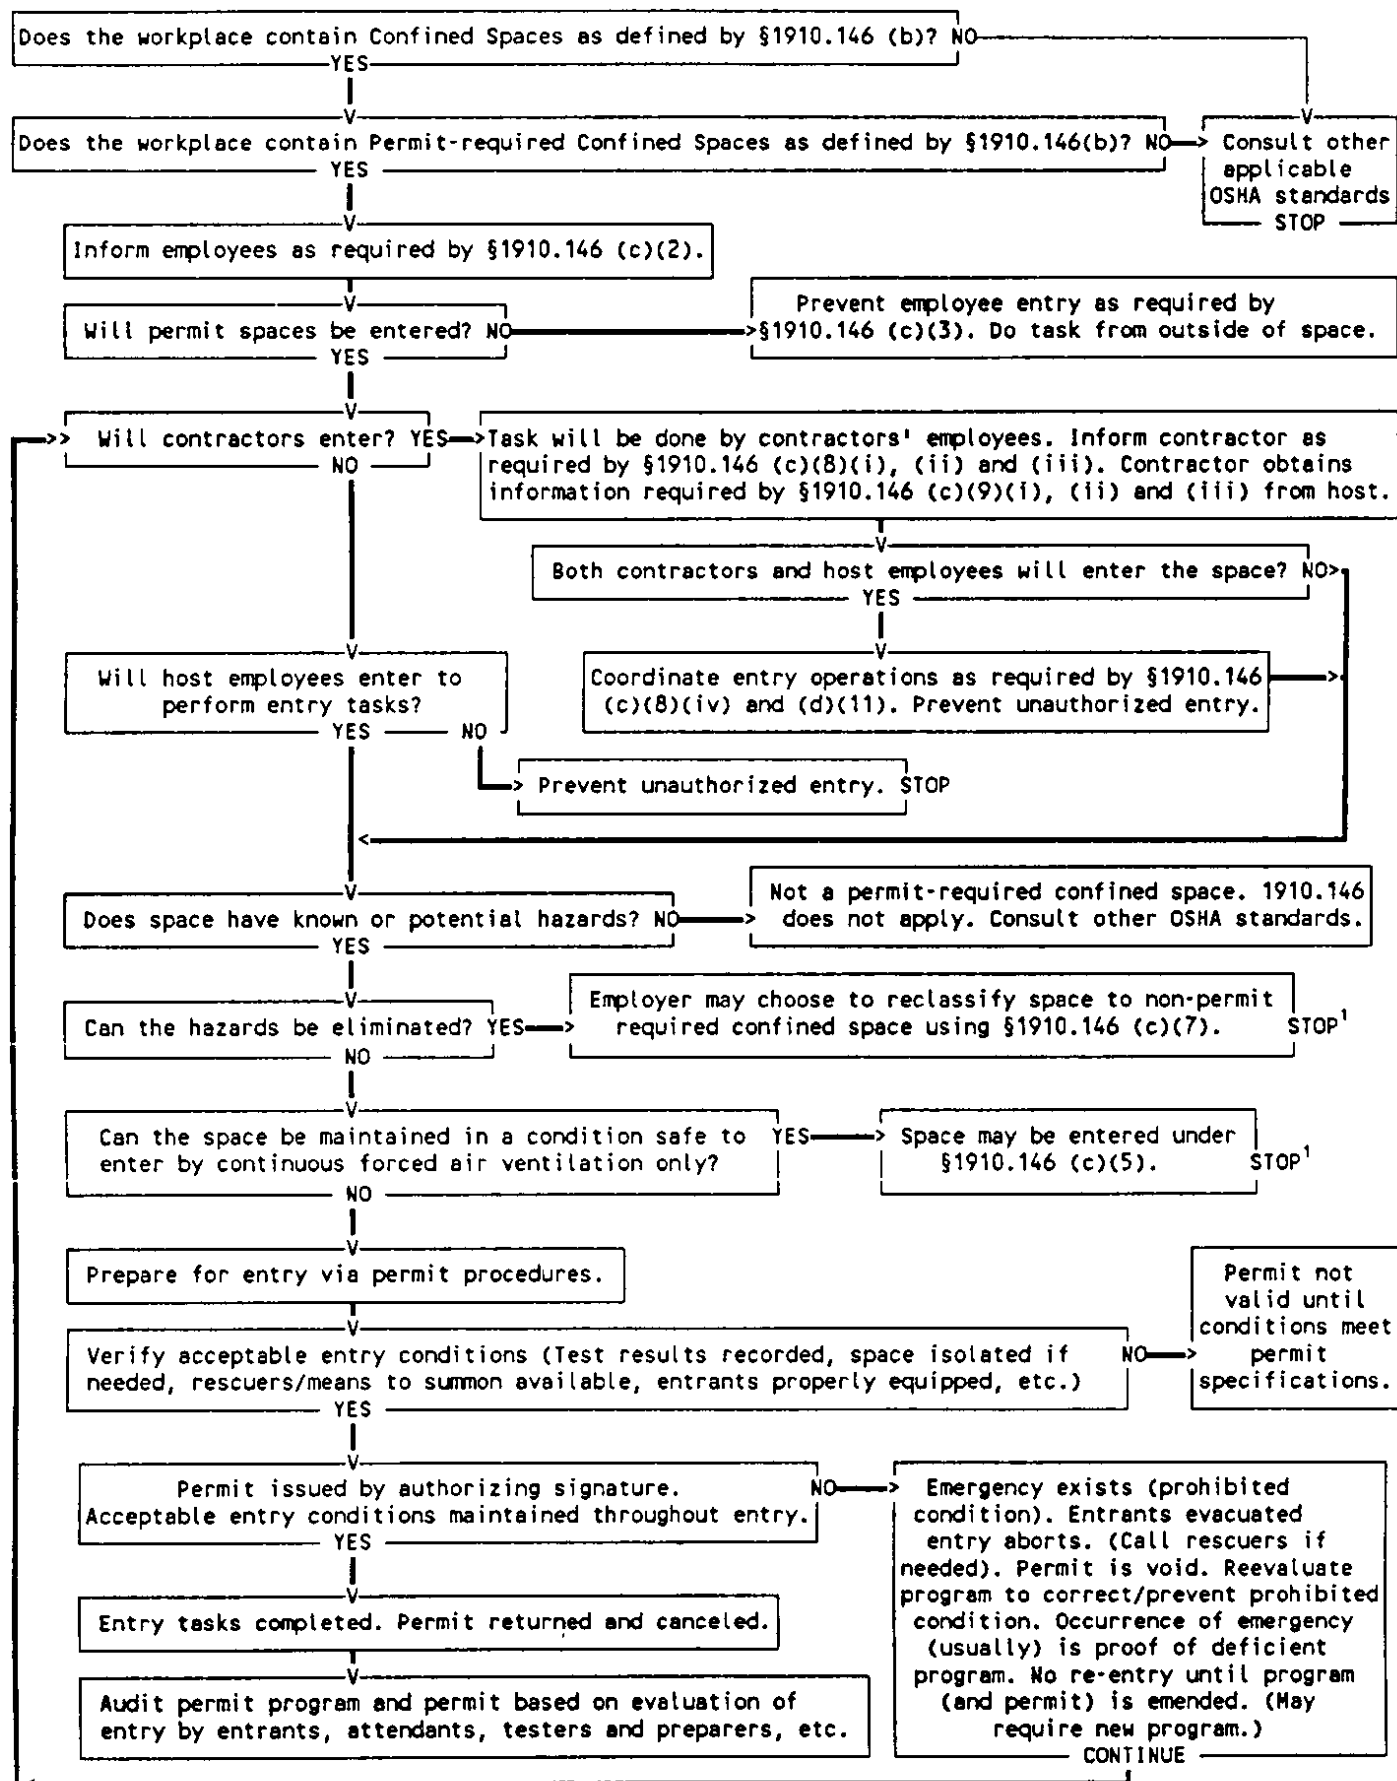 Does the workplace contain Confined Spaces as defined by §1910.146 (b)? NO
YES
Does the workplace contain Permit-required Confined Spaces as defined by §1910.146(b)? NO
YES
Consult other
applicable
OSHA standards
STOP
Inform employees as required by §1910.146 (c)(2).
Will permit spaces be entered? NO
YES
Prevent employee entry as required by
§1910.146 (c)(3). Do task from outside of space.
Will contractors enter? YES
NO
Task will be done by contractors' employees. Inform contractor as
required by §1910.146 (c)(8)(i), (ii) and (iii). Contractor obtains
information required by §1910.146 (c)(9)(i), (ii) and (iii) from host.
Both contractors and host employees will enter the space? NO
YES
Coordinate entry operations as required by §1910.146
(c)(8)(iv) and (d)(11). Prevent unauthorized entry.
Will host employees enter to
perform entry tasks?
YES NO
Prevent unauthorized entry. STOP
Does space have known or potential hazards? NO
YES
Not a permit-required confined space. 1910.146
does not apply. Consult other OSHA standards.
Can the hazards be eliminated? YES
NO
Employer may choose to reclassify space to non-permit
required confined space using §1910.146 (c)(7). STOP¹
Can the space be maintained in a condition safe to YES
enter by continuous forced air ventilation only?
NO
Space may be entered under
§1910.146 (c)(5). STOP¹
Prepare for entry via permit procedures.
Verify acceptable entry conditions (Test results recorded, space isolated if NO
needed, rescuers/means to summon available, entrants properly equipped, etc.)
YES
Permit not
valid until
conditions meet
permit
specifications.
Permit issued by authorizing signature. NO
Acceptable entry conditions maintained throughout entry.
YES
Emergency exists (prohibited
condition). Entrants evacuated
entry aborts. (Call rescuers if
needed). Permit is void. Reevaluate
program to correct/prevent prohibited
condition. Occurrence of emergency
(usually) is proof of deficient
program. No re-entry until program
(and permit) is emended. (May
require new program.)
CONTINUE
Entry tasks completed. Permit returned and canceled.
Audit permit program and permit based on evaluation of
entry by entrants, attendants, testers and preparers, etc.